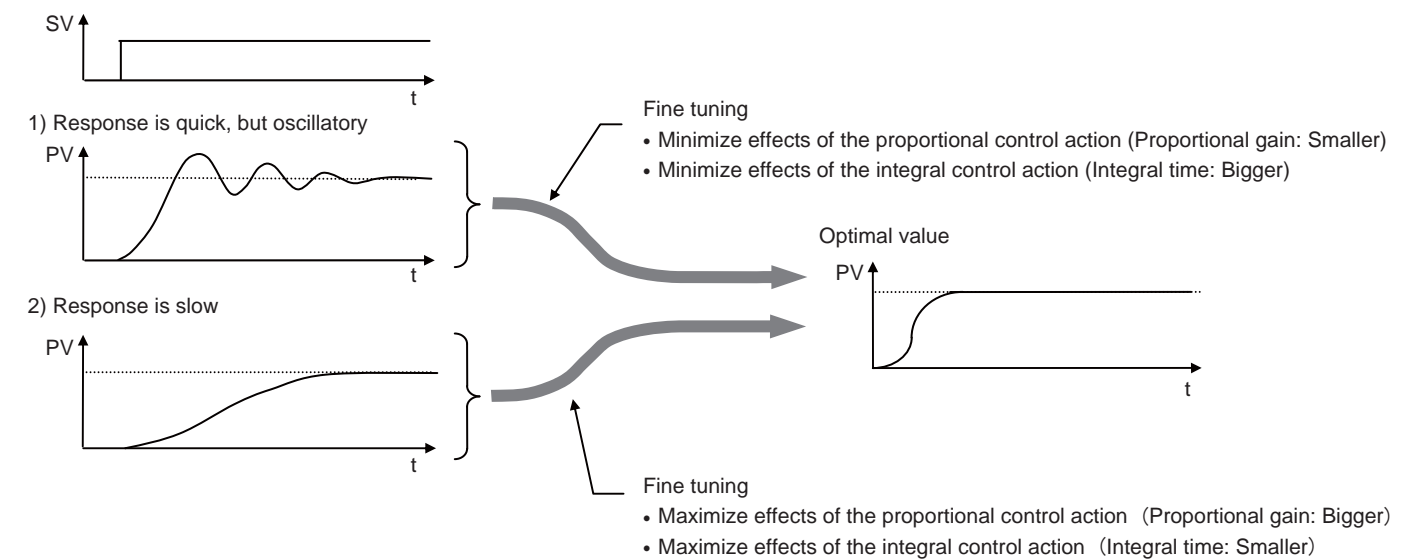 SV
t
1) Response is quick, but oscillatory
PV
t
Fine tuning
• Minimize effects of the proportional control action (Proportional gain: Smaller)
• Minimize effects of the integral control action (Integral time: Bigger)
2) Response is slow
PV
t
Optimal value
PV
t
Fine tuning
• Maximize effects of the proportional control action（Proportional gain: Bigger）
• Maximize effects of the integral control action（Integral time: Smaller）